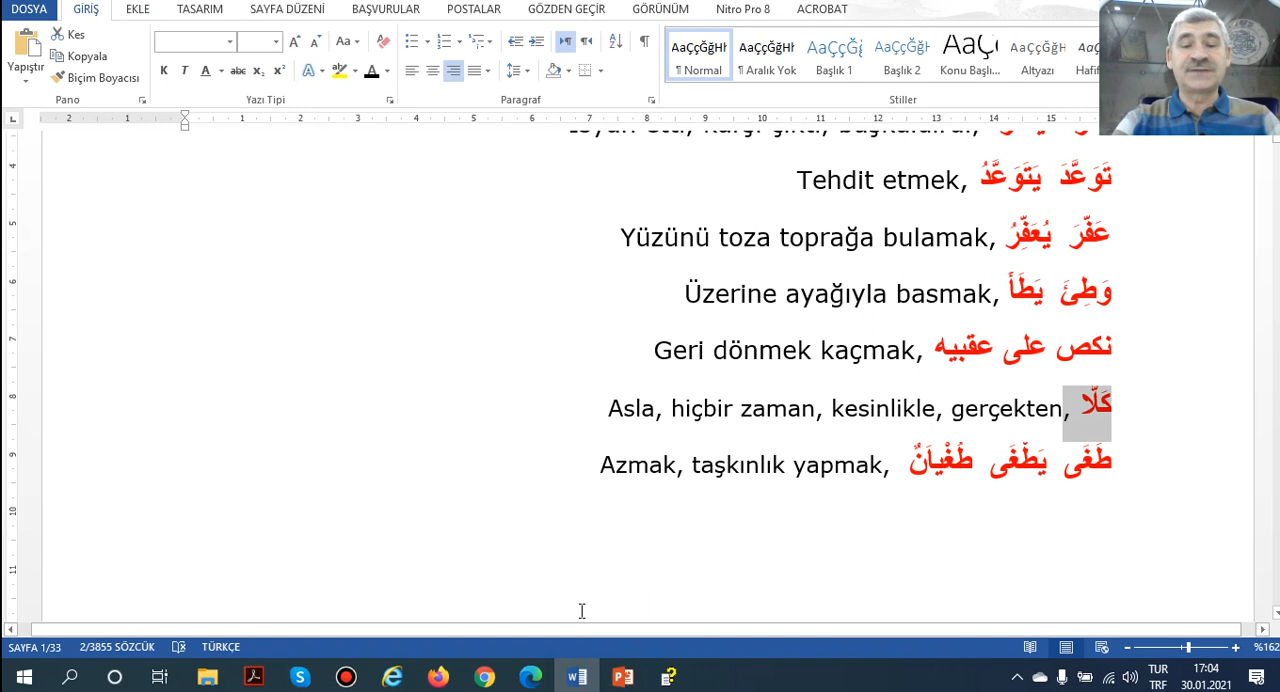 DOSYA GİRİŞ EKLE TASARIM SAYFA DÜZENİ BAŞVURULAR POSTALAR GÖZDEN GEÇİR GÖRÜNÜM Nitro Pro 8 ACROBAT
Kes
Kopyala
Biçim Boyacısı
Yapıştır
Pano Yazı Tipi Paragraf Stiller
¶ Normal ¶ Aralık Yok Başlık 1 Başlık 2 Konu Başlı... Altyazı
Tehdit etmek, تَوَعَّدَ يَتَوَعَّدُ
Yüzünü toza toprağa bulamak, عَفَّرَ يُعَفِّرُ
Üzerine ayağıyla basmak, وَطِئَ يَطَأ
Geri dönmek kaçmak, نكص على عقبيه
Asla, hiçbir zaman, kesinlikle, gerçekten, كَلَّا
Azmak, taşkınlık yapmak, طَغَى يَطْغَى طُغْياَنٌ
SAYFA 1/33 2/3855 SÖZCÜK TÜRKÇE %162
TUR 17:04
TRF 30.01.2021